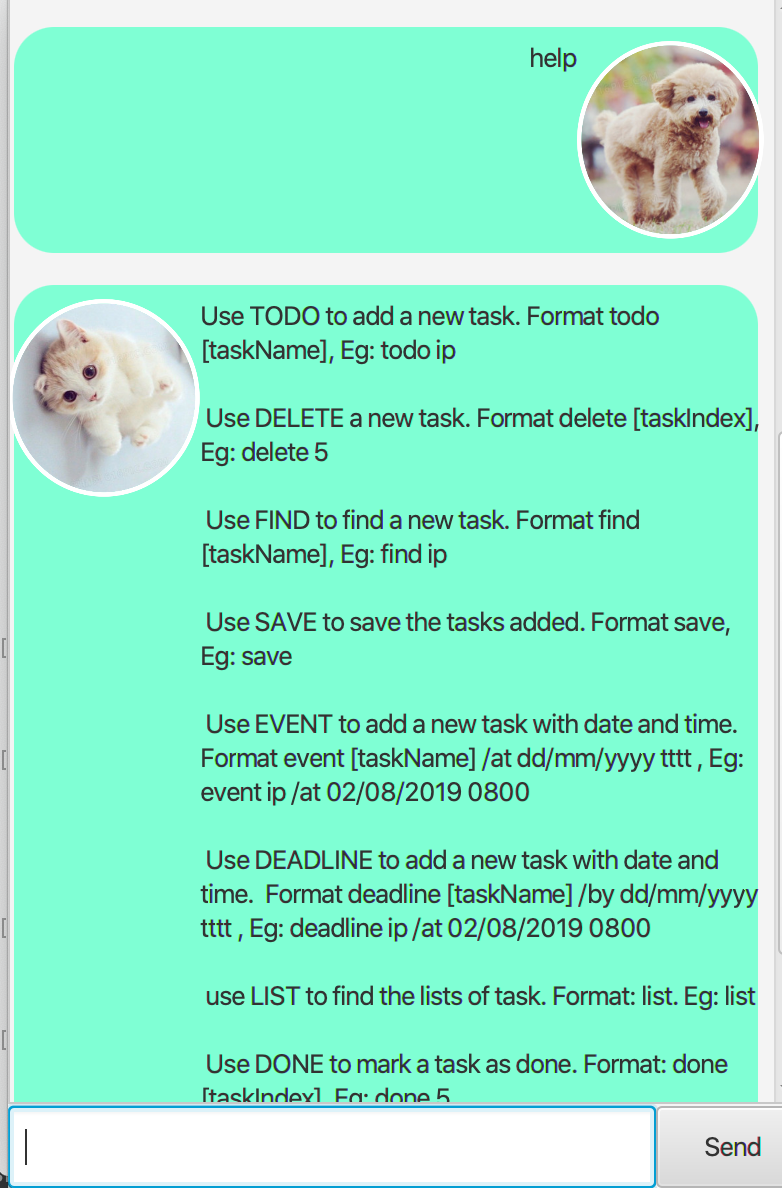 help
Use TODO to add a new task. Format todo
[taskName], Eg: todo ip
Use DELETE a new task. Format delete [taskIndex],
Eg: delete 5
Use FIND to find a new task. Format find
[taskName], Eg: find ip
Use SAVE to save the tasks added. Format save,
Eg: save
Use EVENT to add a new task with date and time.
Format event [taskName] /at dd/mm/yyyy tttt , Eg:
event ip /at 02/08/2019 0800
Use DEADLINE to add a new task with date and
time.  Format deadline [taskName] /by dd/mm/yyyy
tttt , Eg: deadline ip /at 02/08/2019 0800
use LIST to find the lists of task. Format: list. Eg: list
Use DONE to mark a task as done. Format: done
[taskIndex]. Eg: done 5
Send